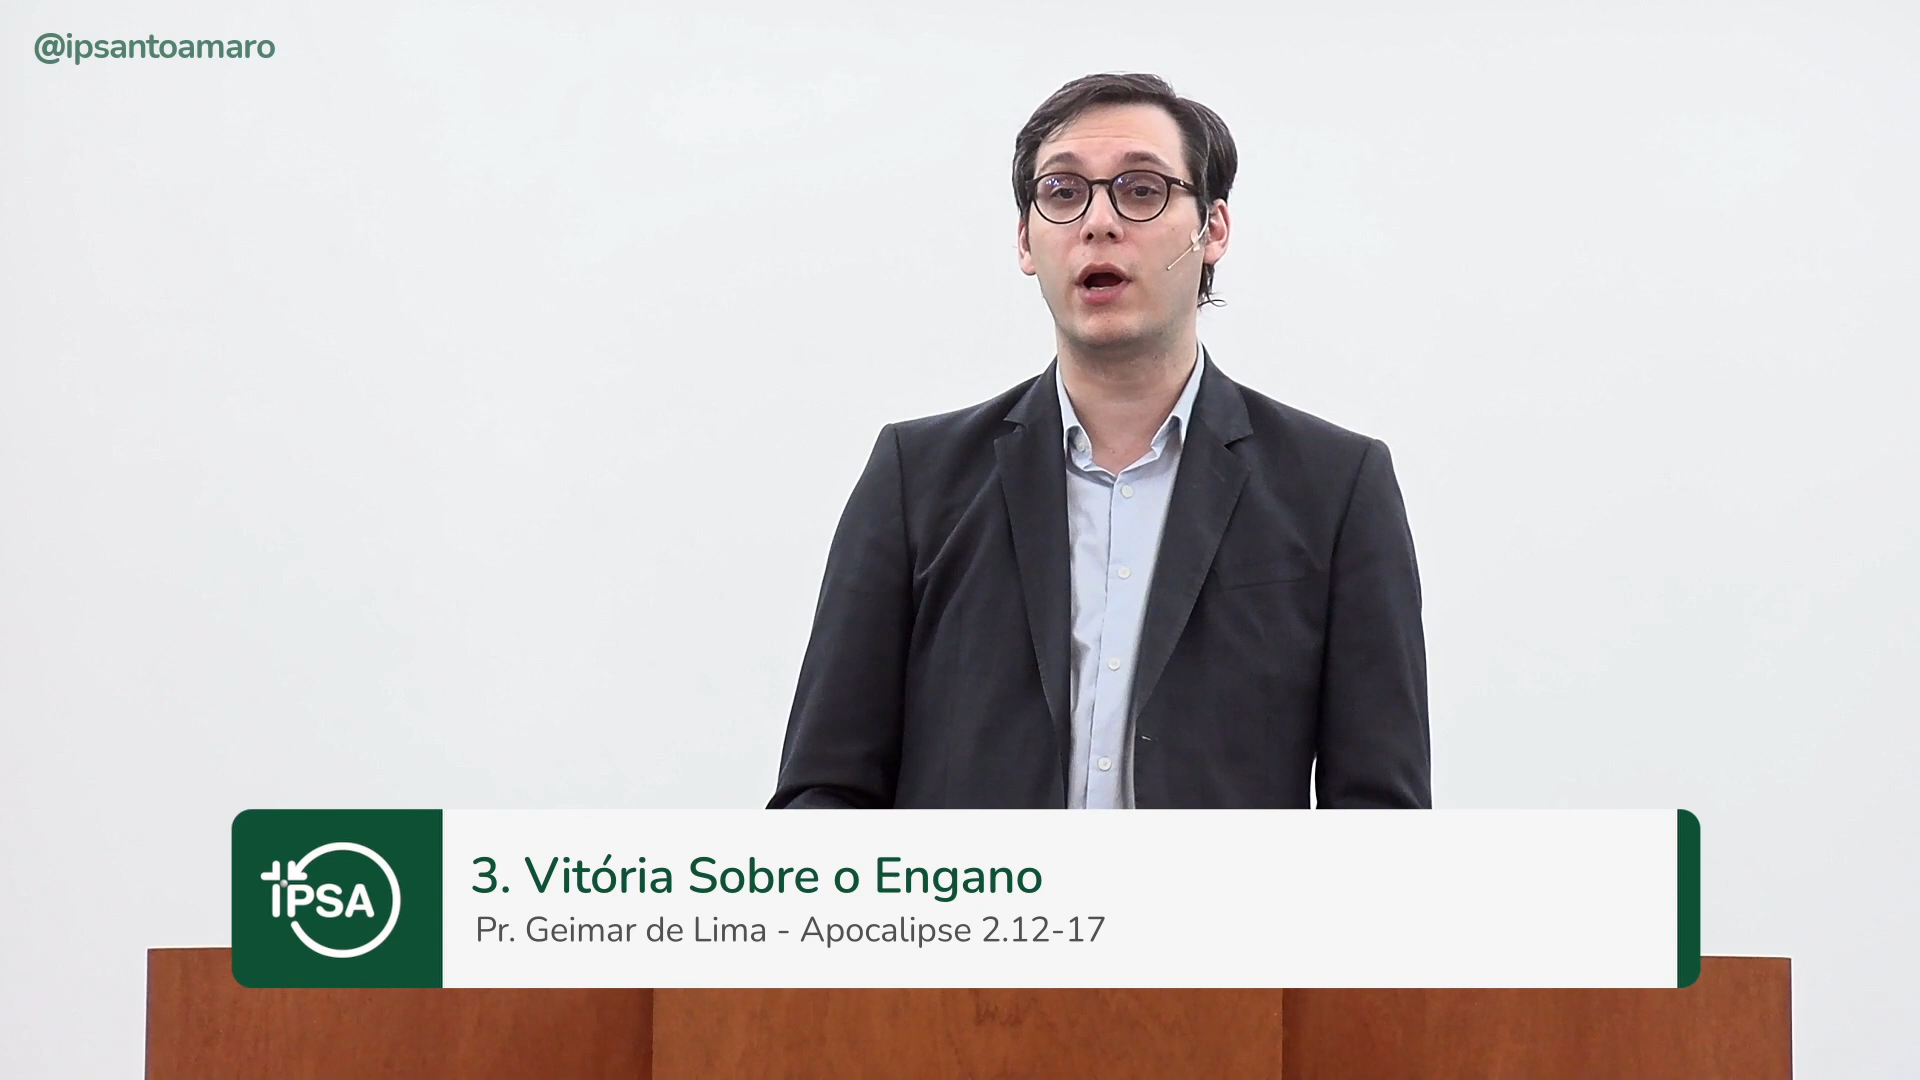 @ipsantoamaro
3. Vitória Sobre o Engano
iPSA
Pr. Geimar de Lima - Apocalipse 2.12-17